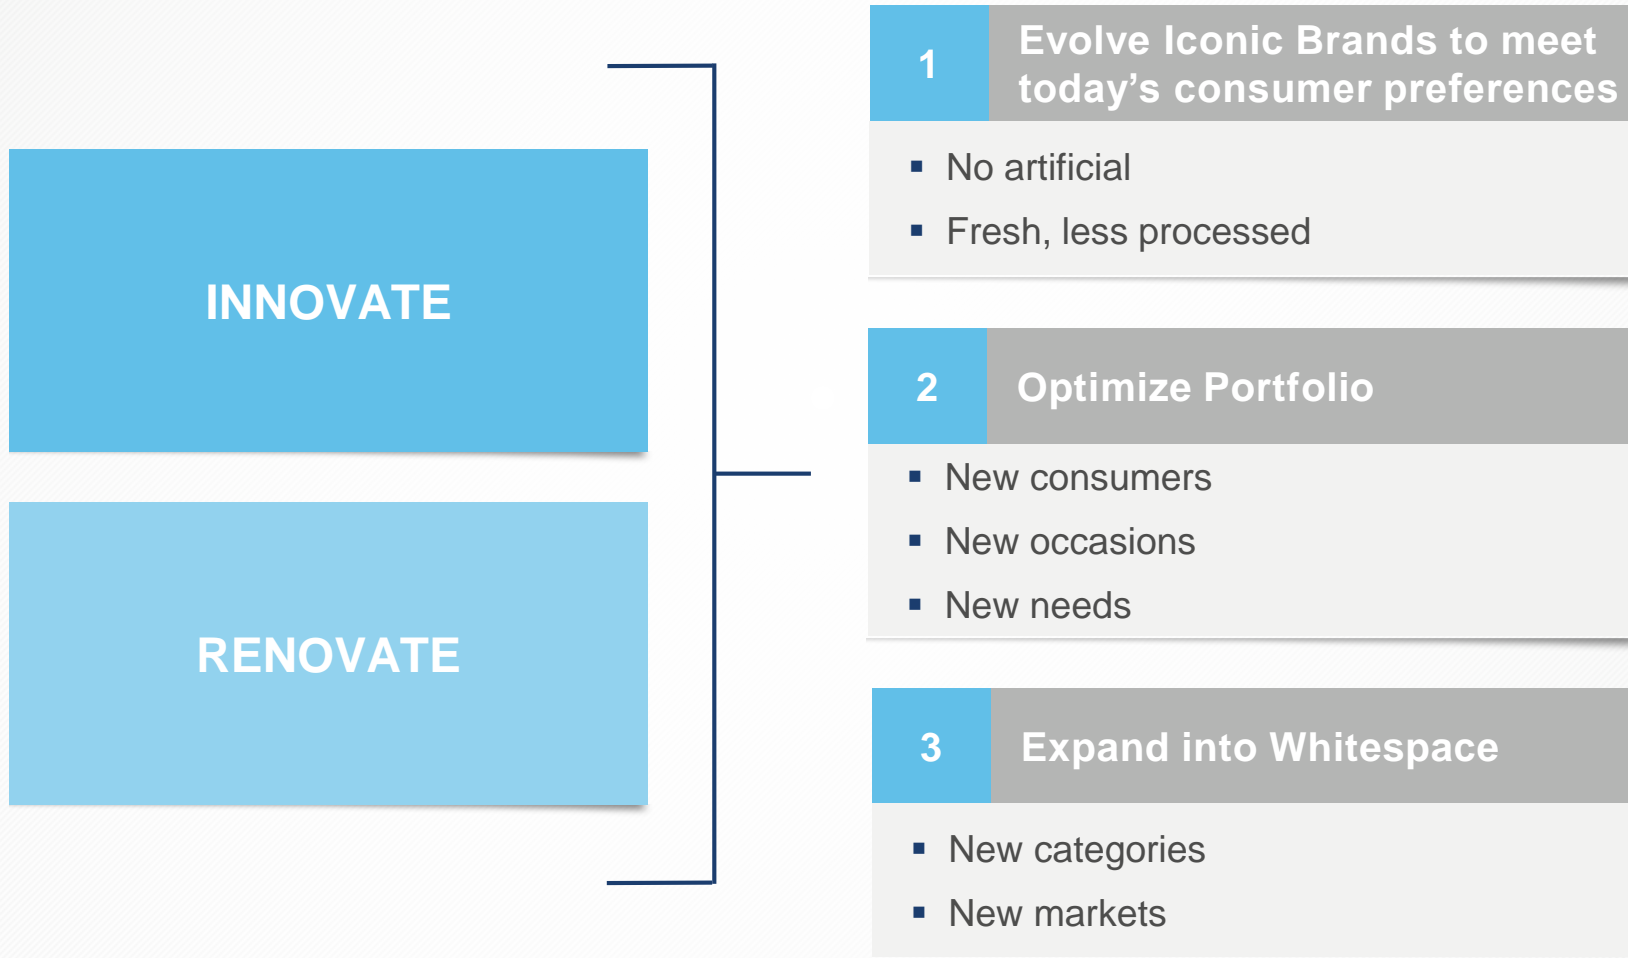 INNOVATE
RENOVATE
1
Evolve Iconic Brands to meet
today’s consumer preferences
▪ No artificial
▪ Fresh, less processed
2
Optimize Portfolio
▪ New consumers
▪ New occasions
▪ New needs
3
Expand into Whitespace
▪ New categories
▪ New markets